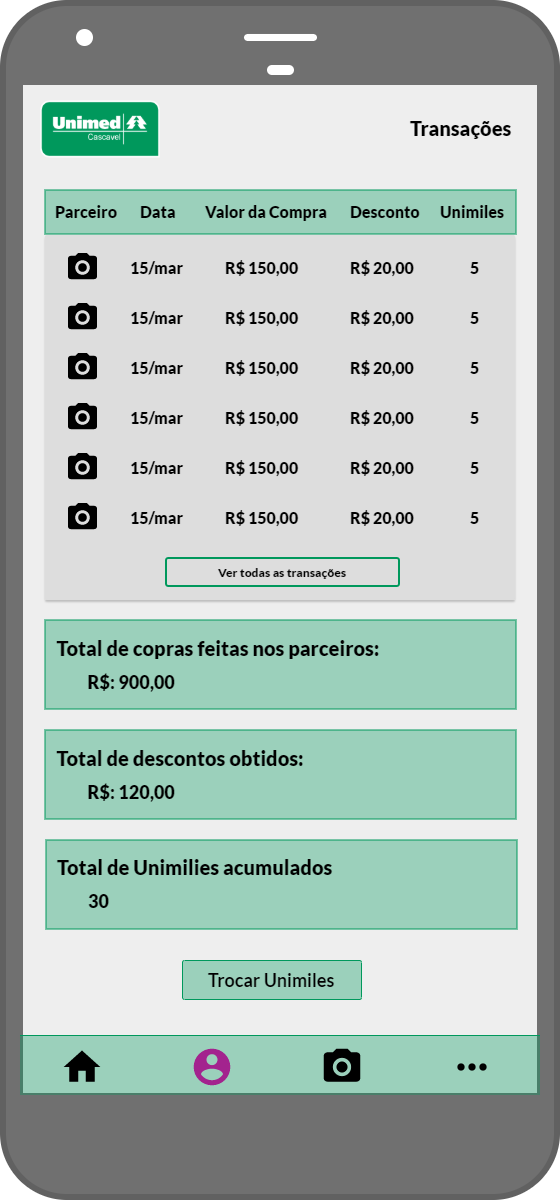 Unimed
Cascavel
Transações
Parceiro Data Valor da Compra Desconto Unimiles
15/mar R$ 150,00 R$ 20,00 5
15/mar R$ 150,00 R$ 20,00 5
15/mar R$ 150,00 R$ 20,00 5
15/mar R$ 150,00 R$ 20,00 5
15/mar R$ 150,00 R$ 20,00 5
15/mar R$ 150,00 R$ 20,00 5
Ver todas as transações
Total de copras feitas nos parceiros:
R$: 900,00
Total de descontos obtidos:
R$: 120,00
Total de Unimilies acumulados
30
Trocar Unimiles